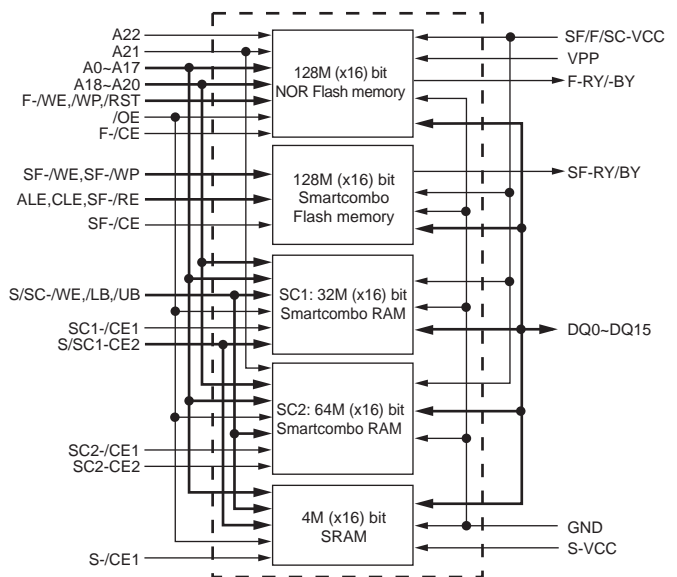 A22
A21
A0~A17
A18~A20
F-/WE,/WP,/RST
/OE
F-/CE
SF-/WE,SF-/WP
ALE,CLE,SF-/RE
SF-/CE
S/SC-/WE,/LB,/UB
SC1-/CE1
S/SC1-CE2
SC2-/CE1
SC2-CE2
S-/CE1
128M (x16) bit
NOR Flash memory
128M (x16) bit
Smartcombo
Flash memory
SC1: 32M (x16) bit
Smartcombo RAM
SC2: 64M (x16) bit
Smartcombo RAM
4M (x16) bit
SRAM
SF/F/SC-VCC
VPP
F-RY/-BY
SF-RY/BY
DQ0~DQ15
GND
S-VCC